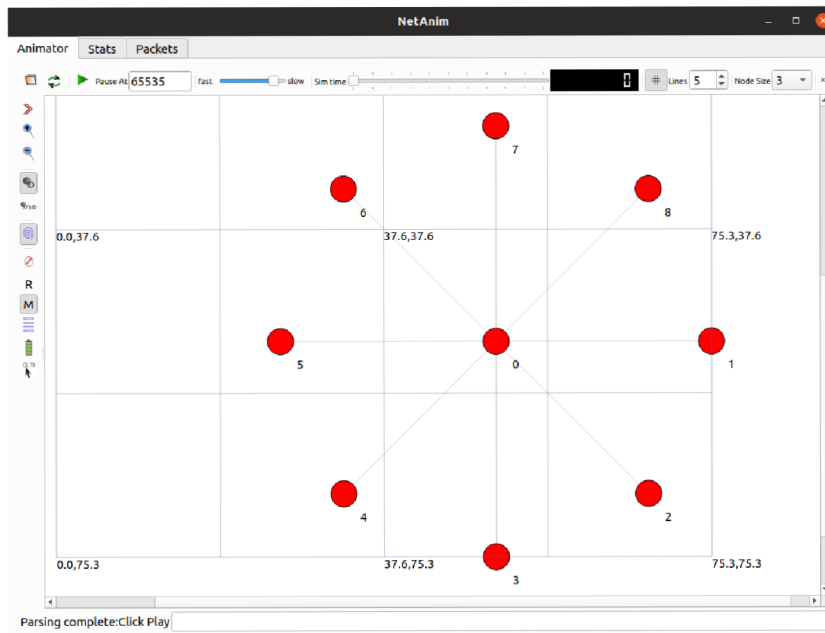 NetAnim
Animator Stats Packets
Pause At 65535 fast slow Sim time 0 # Lines 5 Node Size 3
7
6 8
0.0,37.6 37.6,37.6 75.3,37.6
R
M
5 0 1
4 2
0.0,75.3 37.6,75.3 75.3,75.3
3
Parsing complete:Click Play